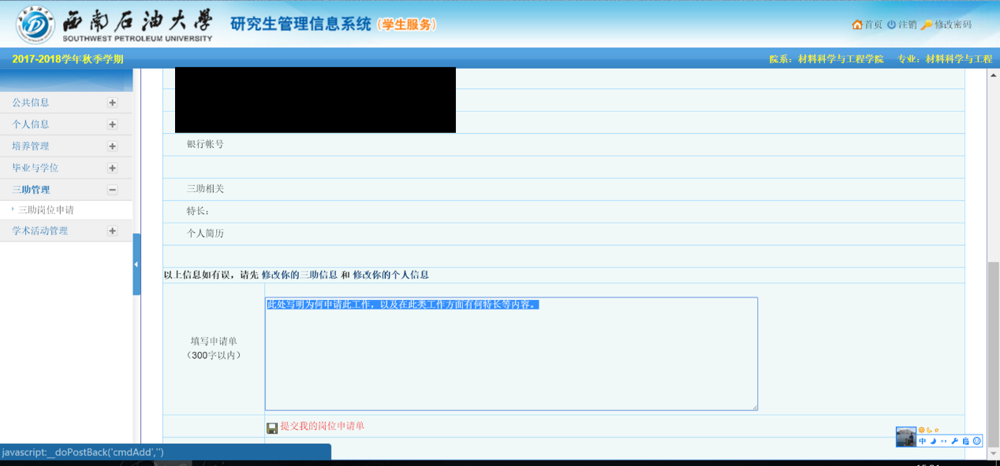 西南石油大学
SOUTHWEST PETROLEUM UNIVERSITY
研究生管理信息系统（学生服务）
首页 注销 修改密码
2017-2018学年秋季学期
院系：材料科学与工程学院 专业：材料科学与工程
公共信息
个人信息
培养管理
毕业与学位
三助管理
三助岗位申请
学术活动管理
银行帐号
三助相关
特长：
个人简历
以上信息如有误，请先 修改你的三助信息 和 修改你的个人信息
填写申请单
（300字以内）
此处写明为何申请此工作，以及在此类工作方面有何特长等内容。
提交我的岗位申请单
中
javascript:__doPostBack('cmdAdd','')